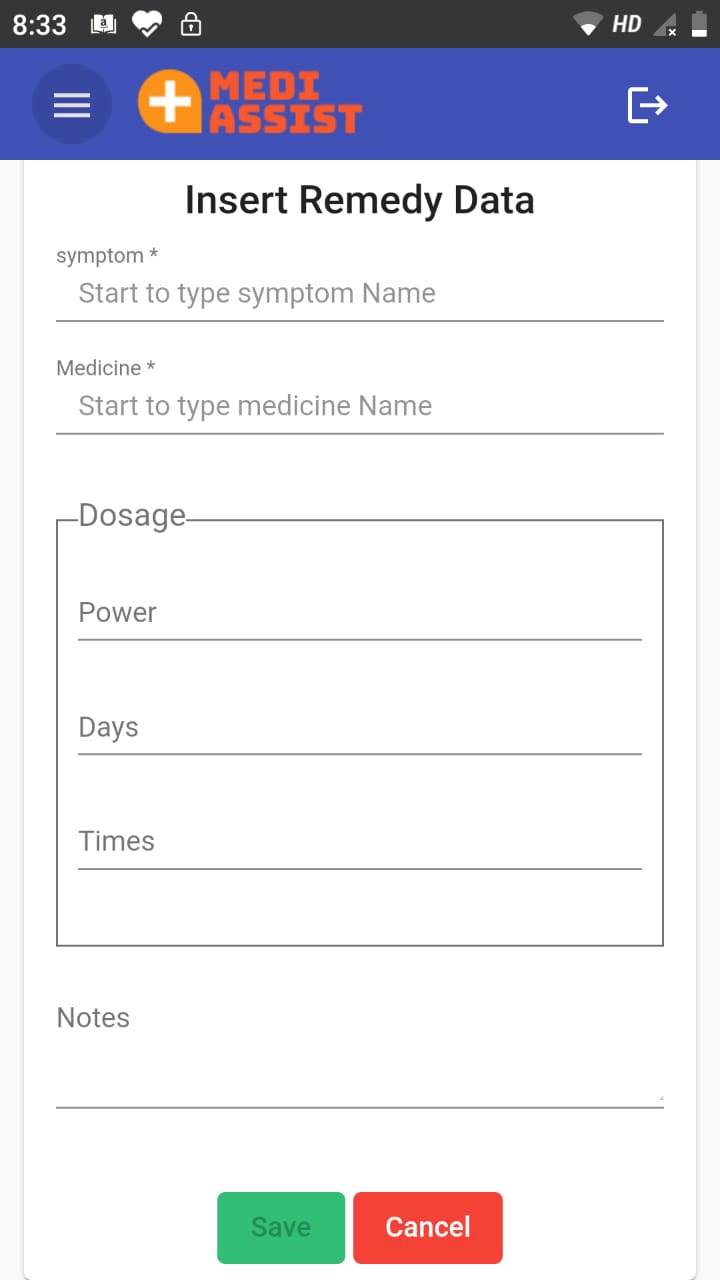 8:33 HD
MEDI
ASSIST
Insert Remedy Data
symptom *
Start to type symptom Name
Medicine *
Start to type medicine Name
Dosage
Power
Days
Times
Notes
Save Cancel